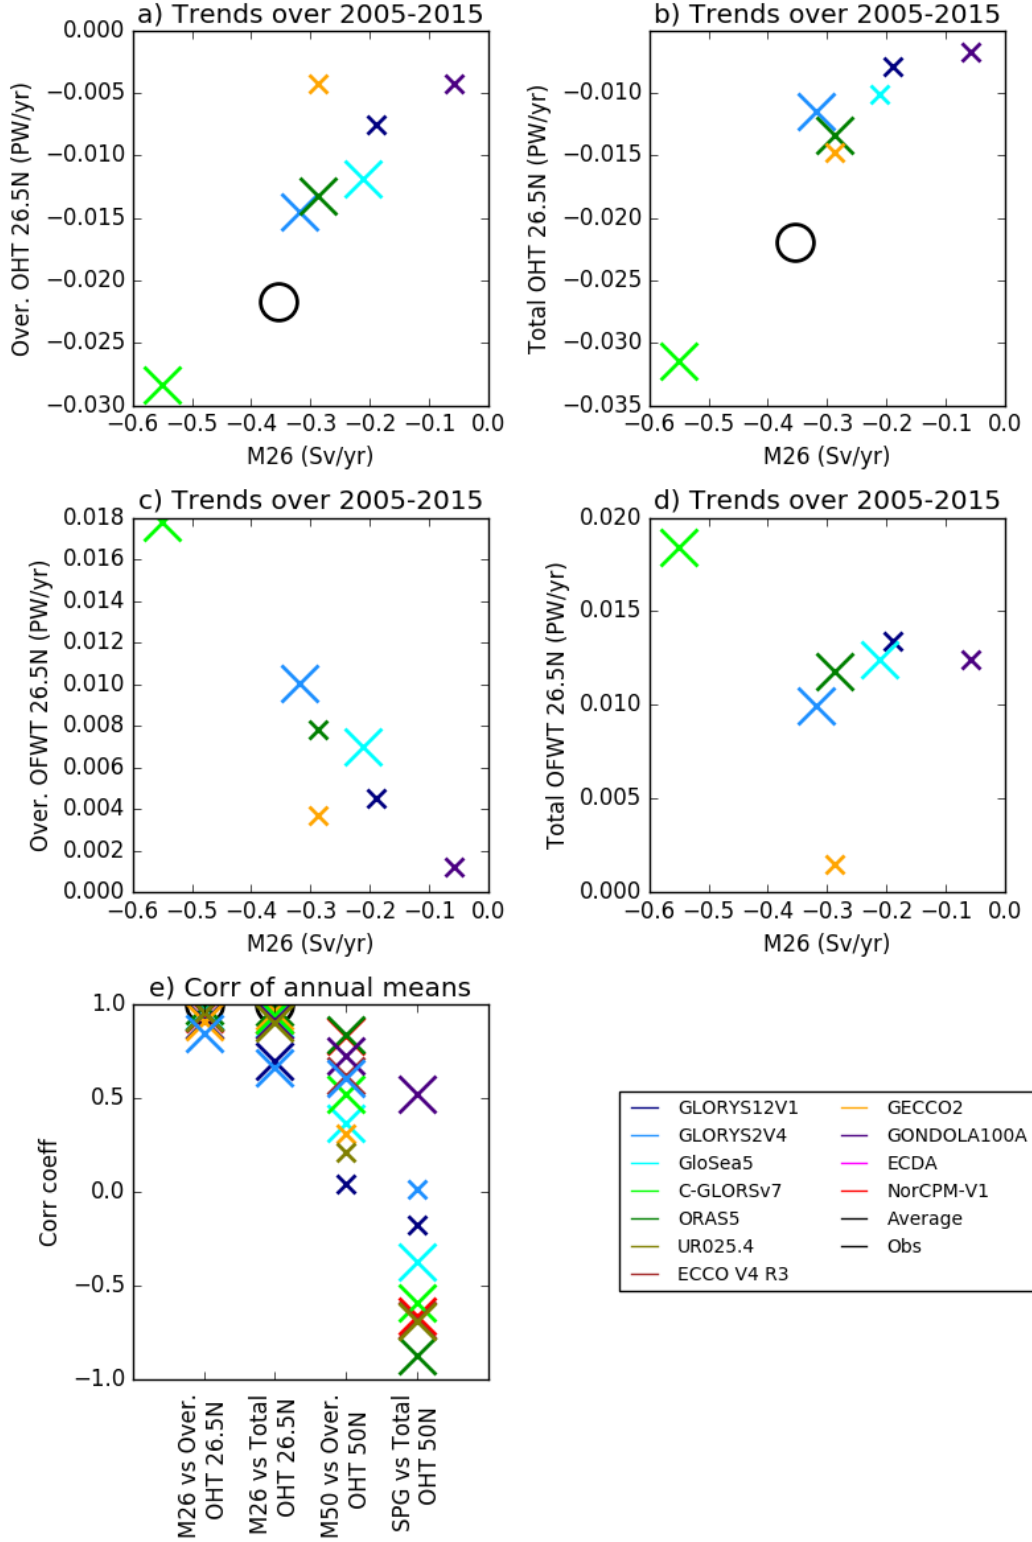 a) Trends over 2005-2015
0.000
−0.005
−0.010
−0.015
−0.020
−0.025
−0.030
Over. OHT 26.5N (PW/yr)
−0.6 −0.5 −0.4 −0.3 −0.2 −0.1 0.0
M26 (Sv/yr)
b) Trends over 2005-2015
−0.010
−0.015
−0.020
−0.025
−0.030
−0.035
Total OHT 26.5N (PW/yr)
−0.6 −0.5 −0.4 −0.3 −0.2 −0.1 0.0
M26 (Sv/yr)
c) Trends over 2005-2015
0.018
0.016
0.014
0.012
0.010
0.008
0.006
0.004
0.002
0.000
Over. OFWT 26.5N (PW/yr)
−0.6 −0.5 −0.4 −0.3 −0.2 −0.1 0.0
M26 (Sv/yr)
d) Trends over 2005-2015
0.020
0.015
0.010
0.005
0.000
Total OFWT 26.5N (PW/yr)
−0.6 −0.5 −0.4 −0.3 −0.2 −0.1 0.0
M26 (Sv/yr)
e) Corr of annual means
1.0
0.5
0.0
−0.5
−1.0
Corr coeff
M26 vs Over.
OHT 26.5N
M26 vs Total
OHT 26.5N
M50 vs Over.
OHT 50N
SPG vs Total
OHT 50N
GLORYS12V1
GLORYS2V4
GloSea5
C-GLORSv7
ORAS5
UR025.4
ECCO V4 R3
GECCO2
GONDOLA100A
ECDA
NorCPM-V1
Average
Obs